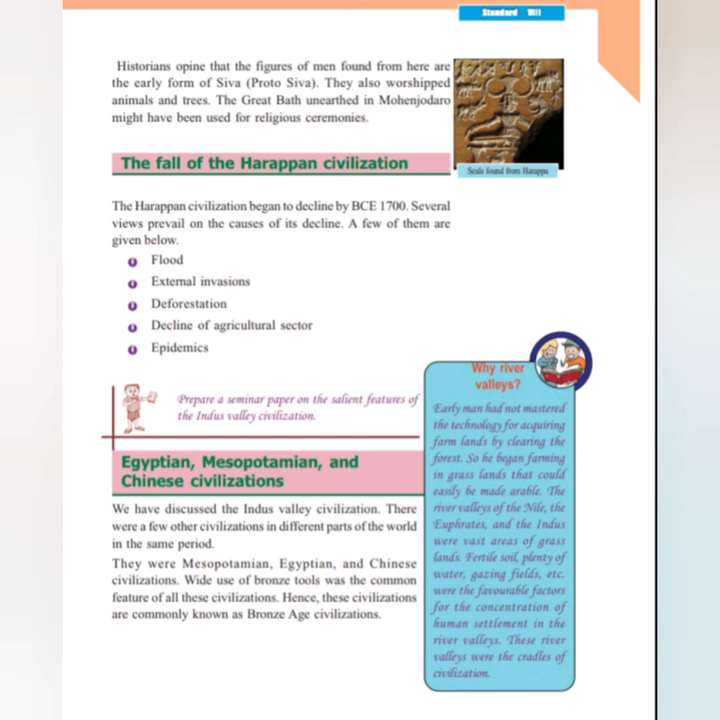 Standard VIII
Historians opine that the figures of men found from here are
the early form of Siva (Proto Siva). They also worshipped
animals and trees. The Great Bath unearthed in Mohenjodaro
might have been used for religious ceremonies.
Seals found from Harappa
The fall of the Harappan civilization
The Harappan civilization began to decline by BCE 1700. Several
views prevail on the causes of its decline. A few of them are
given below.
Flood
External invasions
Deforestation
Decline of agricultural sector
Epidemics
Prepare a seminar paper on the salient features of
the Indus valley civilization.
Why river
valleys?
Early man had not mastered
the technology for acquiring
farm lands by clearing the
forest. So he began farming
in grass lands that could
easily be made arable. The
river valleys of the Nile, the
Euphrates, and the Indus
were vast areas of grass
lands. Fertile soil, plenty of
water, gazing fields, etc.
were the favourable factors
for the concentration of
human settlement in the
river valleys. These river
valleys were the cradles of
civilization.
Egyptian, Mesopotamian, and
Chinese civilizations
We have discussed the Indus valley civilization. There
were a few other civilizations in different parts of the world
in the same period.
They were Mesopotamian, Egyptian, and Chinese
civilizations. Wide use of bronze tools was the common
feature of all these civilizations. Hence, these civilizations
are commonly known as Bronze Age civilizations.